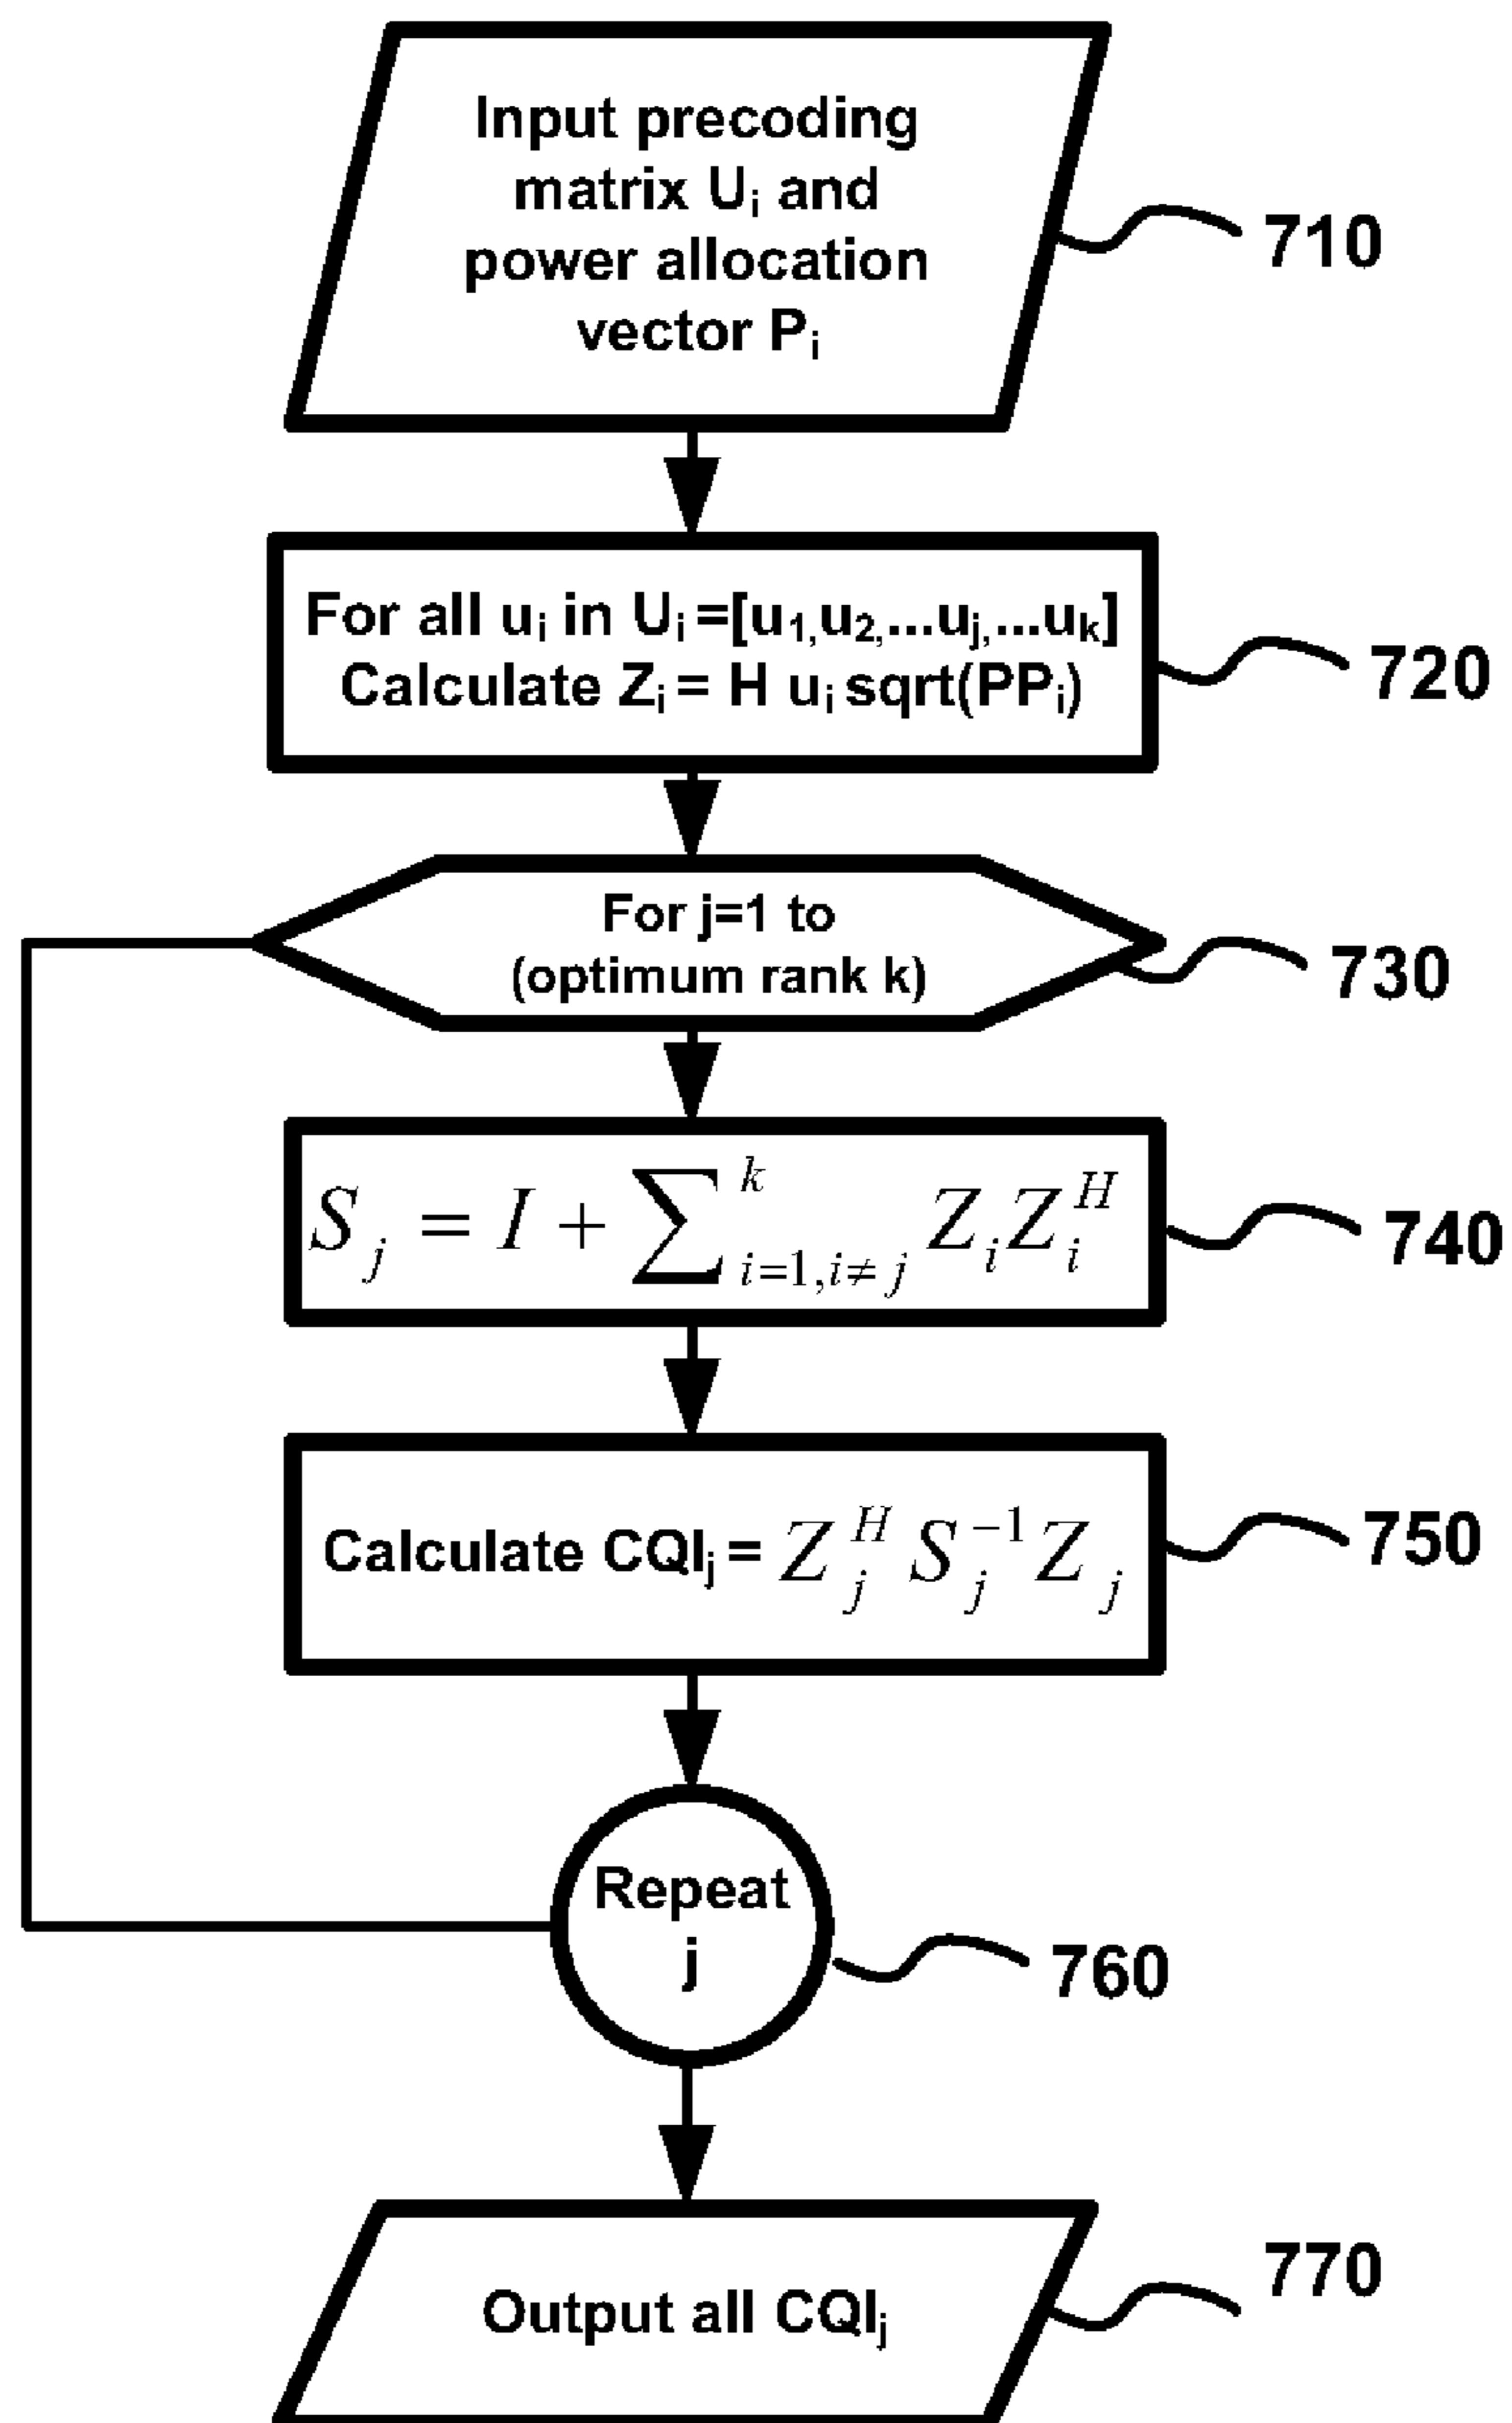 Input precoding
matrix Uᵢ and
power allocation
vector Pᵢ
710
For all uᵢ in Uᵢ =[u₁,u₂,...uⱼ,...uₖ]
Calculate Zᵢ = H uᵢ sqrt(PPᵢ)
720
For j=1 to
(optimum rank k)
730
Sⱼ = I + ∑ᵏ i=1,i≠j ZᵢZᵢᴴ
740
Calculate CQIⱼ = Zⱼᴴ Sⱼ⁻¹ Zⱼ
750
Repeat
j
760
Output all CQIⱼ
770